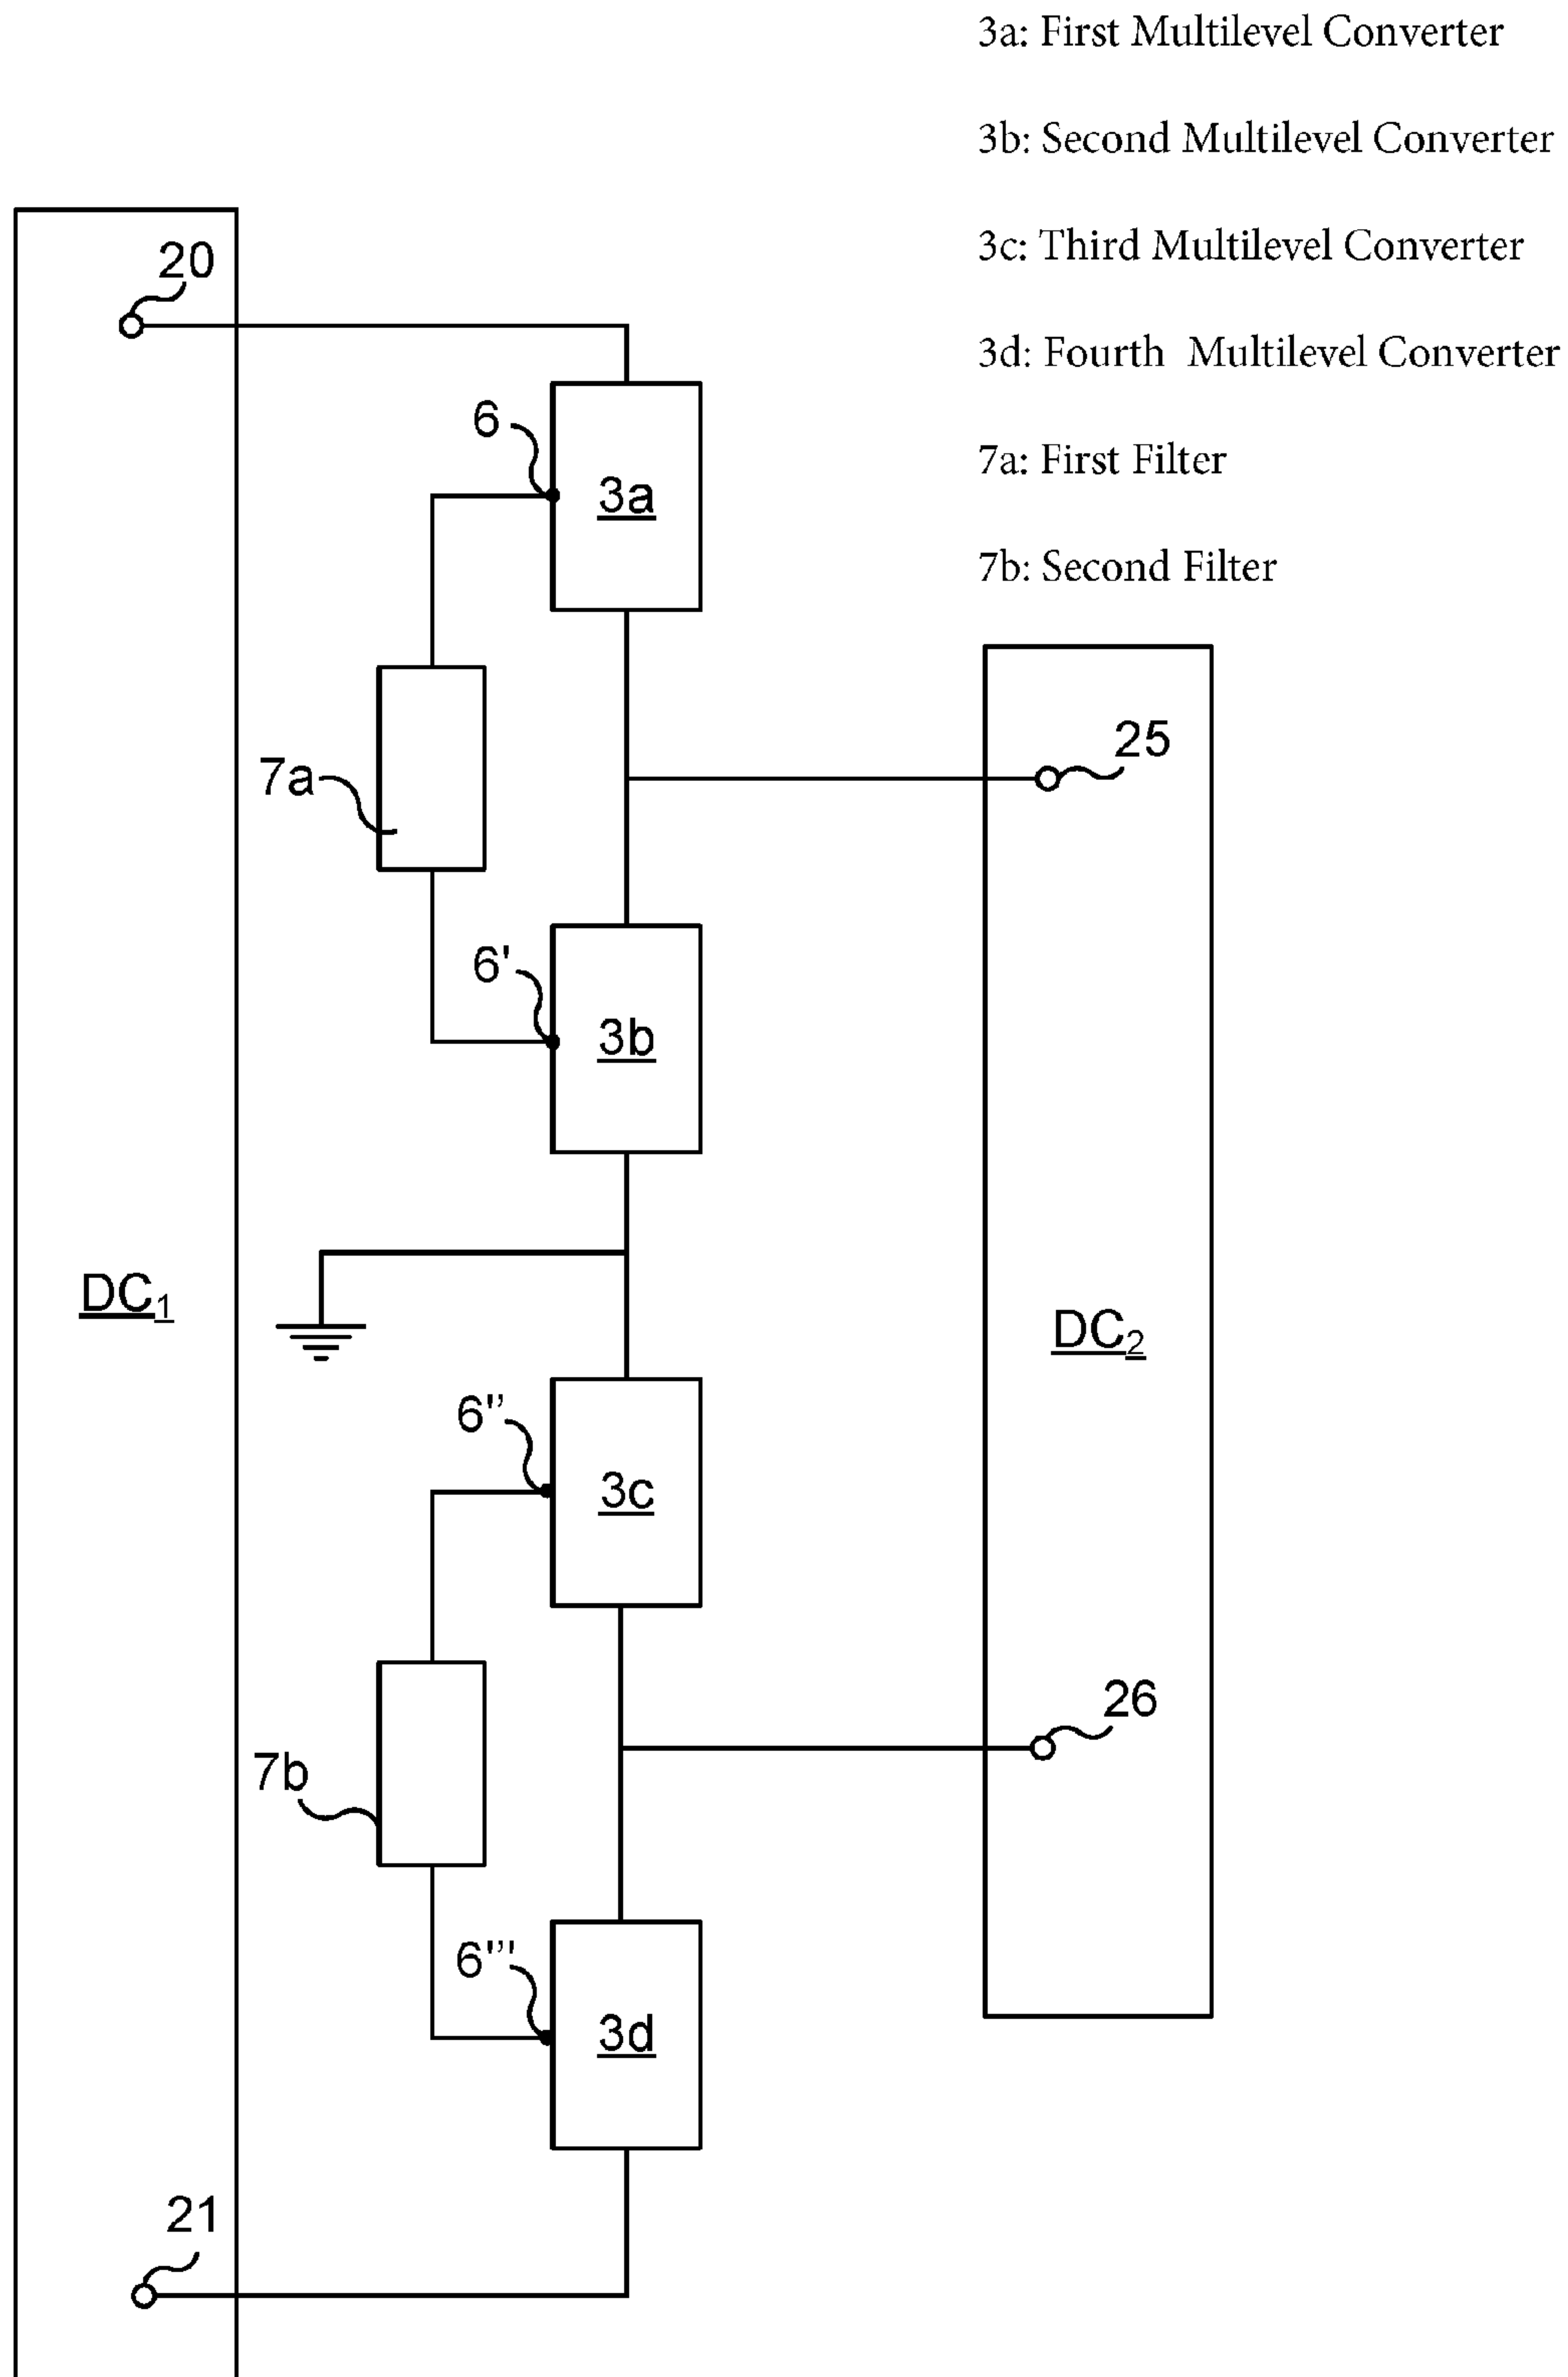 3a: First Multilevel Converter
3b: Second Multilevel Converter
3c: Third Multilevel Converter
3d: Fourth Multilevel Converter
7a: First Filter
7b: Second Filter
20
6
3a
25
7a
6'
3b
DC1
DC2
6''
3c
26
7b
6'''
3d
21